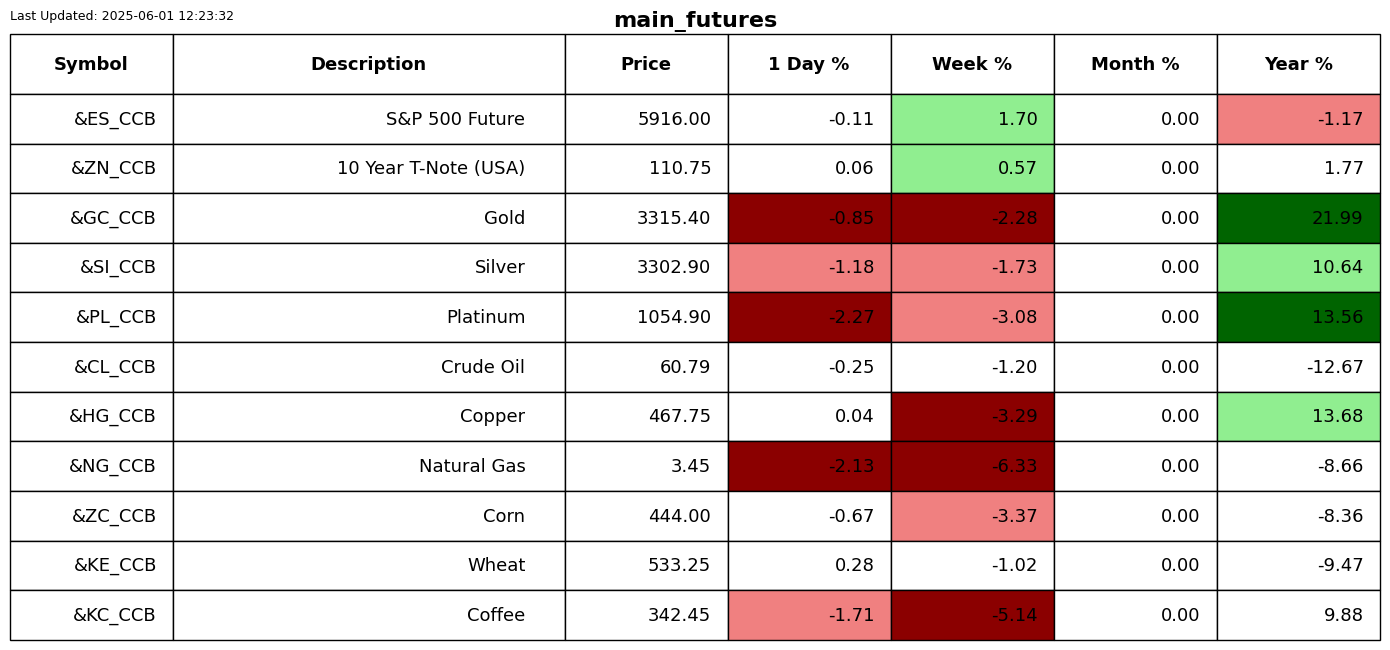 Last Updated: 2025-06-01 12:23:32
main_futures
Symbol Description Price 1 Day % Week % Month % Year %
&ES_CCB S&P 500 Future 5916.00 -0.11 1.70 0.00 -1.17
&ZN_CCB 10 Year T-Note (USA) 110.75 0.06 0.57 0.00 1.77
&GC_CCB Gold 3315.40 -0.85 -2.28 0.00 21.99
&SI_CCB Silver 3302.90 -1.18 -1.73 0.00 10.64
&PL_CCB Platinum 1054.90 -2.27 -3.08 0.00 13.56
&CL_CCB Crude Oil 60.79 -0.25 -1.20 0.00 -12.67
&HG_CCB Copper 467.75 0.04 -3.29 0.00 13.68
&NG_CCB Natural Gas 3.45 -2.13 -6.33 0.00 -8.66
&ZC_CCB Corn 444.00 -0.67 -3.37 0.00 -8.36
&KE_CCB Wheat 533.25 0.28 -1.02 0.00 -9.47
&KC_CCB Coffee 342.45 -1.71 -5.14 0.00 9.88